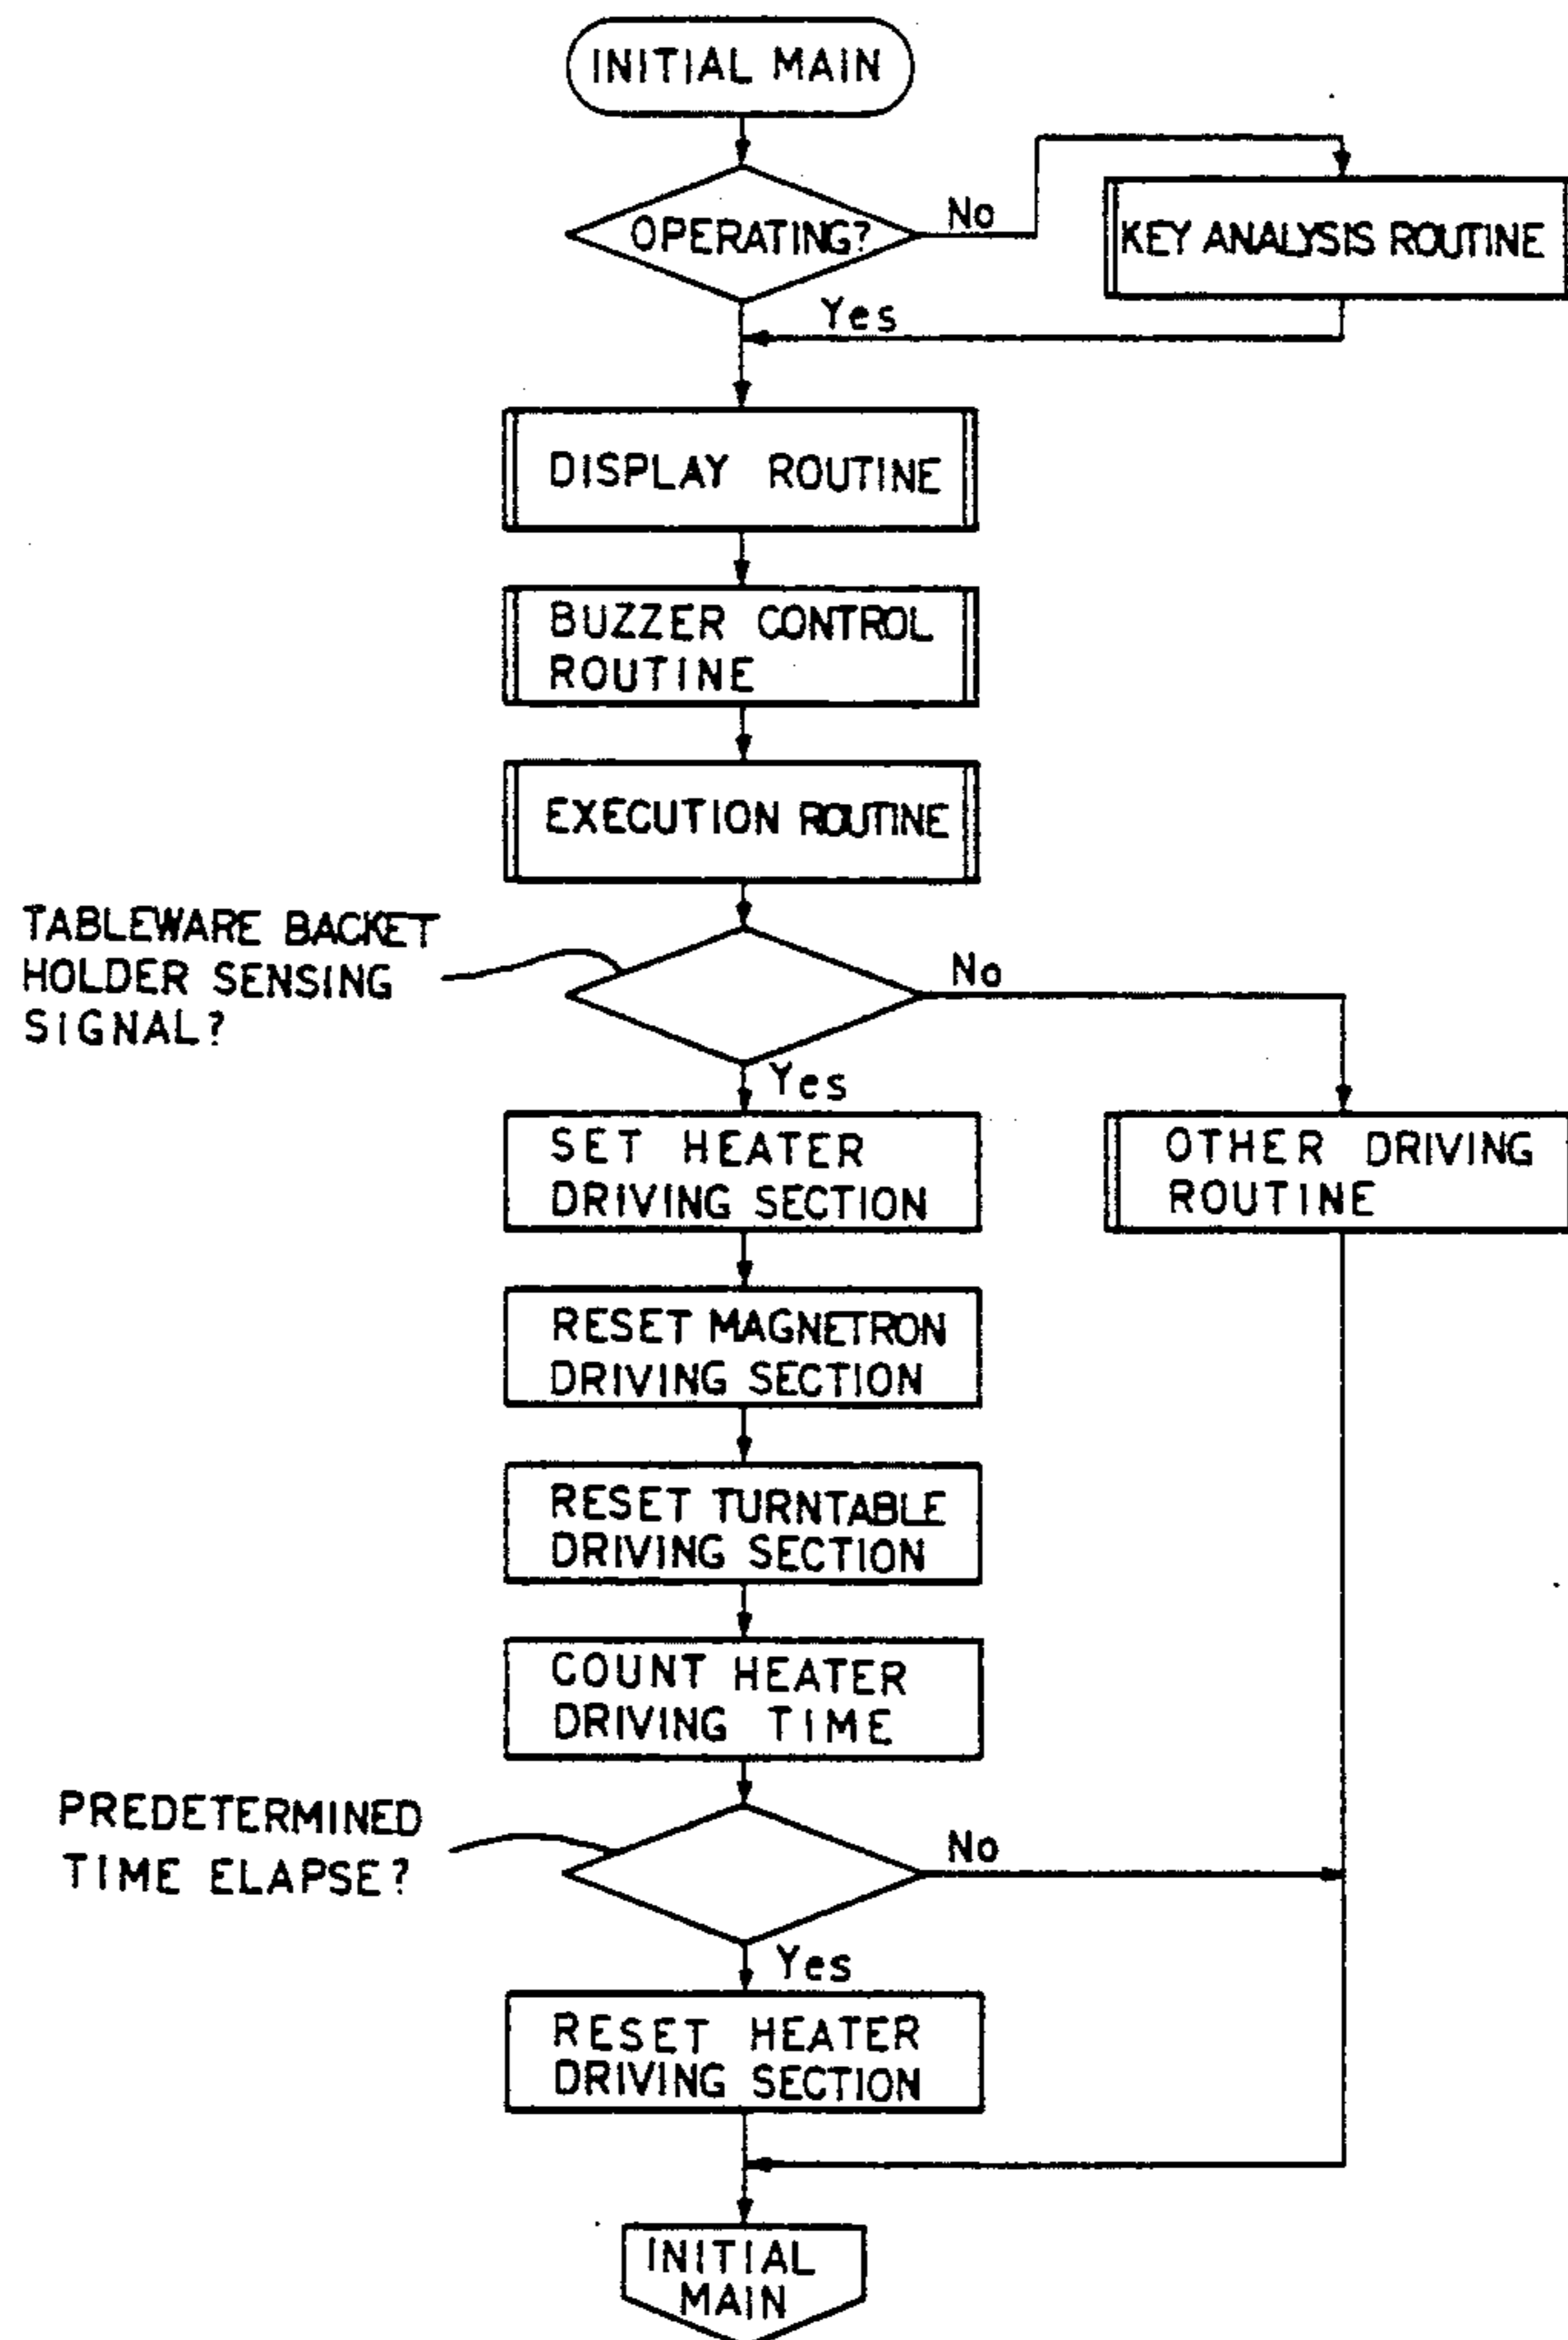 INITIAL MAIN
OPERATING?
No
KEY ANALYSIS ROUTINE
Yes
DISPLAY ROUTINE
BUZZER CONTROL
ROUTINE
EXECUTION ROUTINE
TABLEWARE BACKET
HOLDER SENSING
SIGNAL?
No
Yes
SET HEATER
DRIVING SECTION
OTHER DRIVING
ROUTINE
RESET MAGNETRON
DRIVING SECTION
RESET TURNTABLE
DRIVING SECTION
COUNT HEATER
DRIVING TIME
PREDETERMINED
TIME ELAPSE?
No
Yes
RESET HEATER
DRIVING SECTION
INITIAL
MAIN